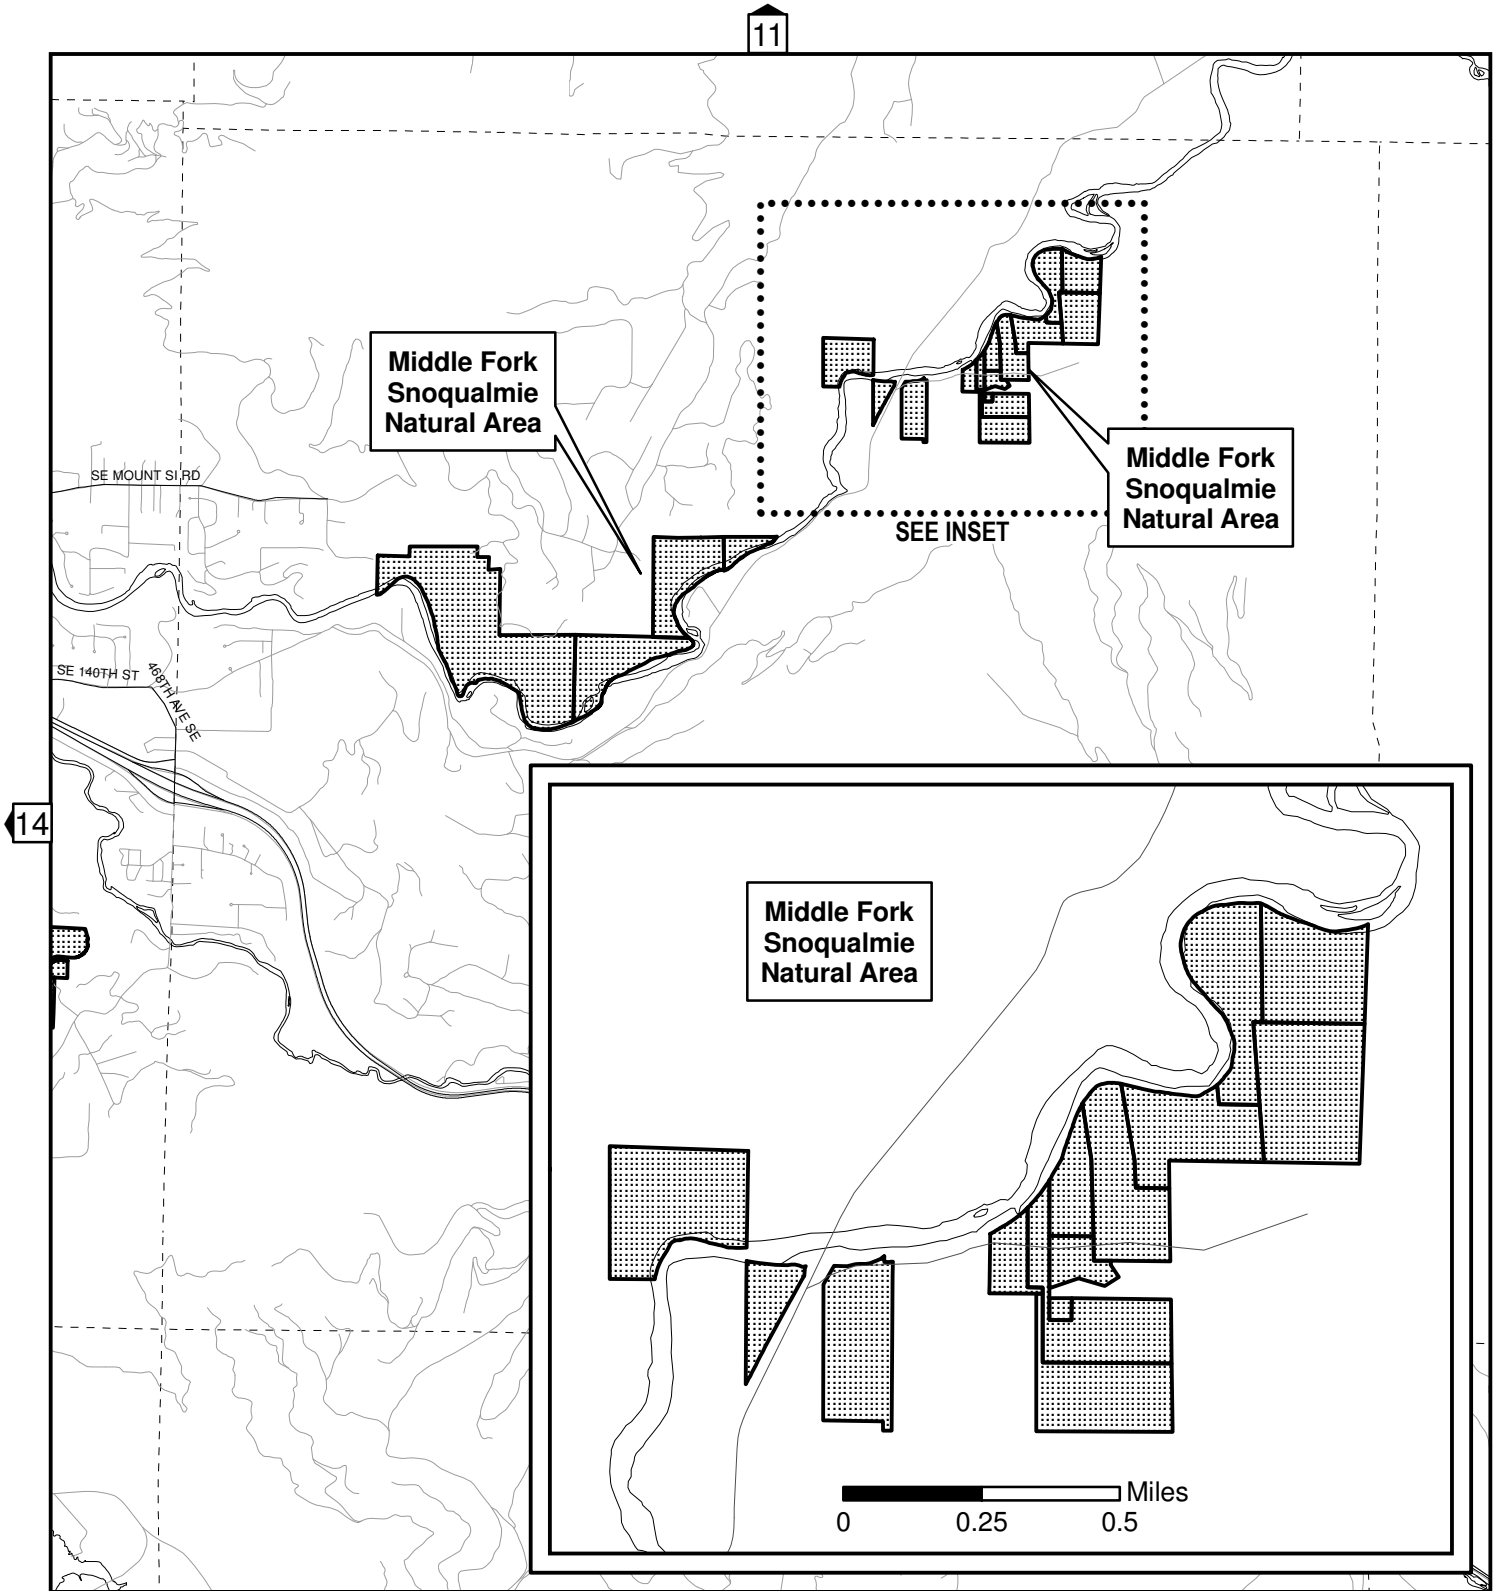 11
Middle Fork
Snoqualmie
Natural Area
SE MOUNT SI RD
Middle Fork
Snoqualmie
Natural Area
SEE INSET
SE 140TH ST
468TH AVE SE
14
Middle Fork
Snoqualmie
Natural Area
Miles
0 0.25 0.5